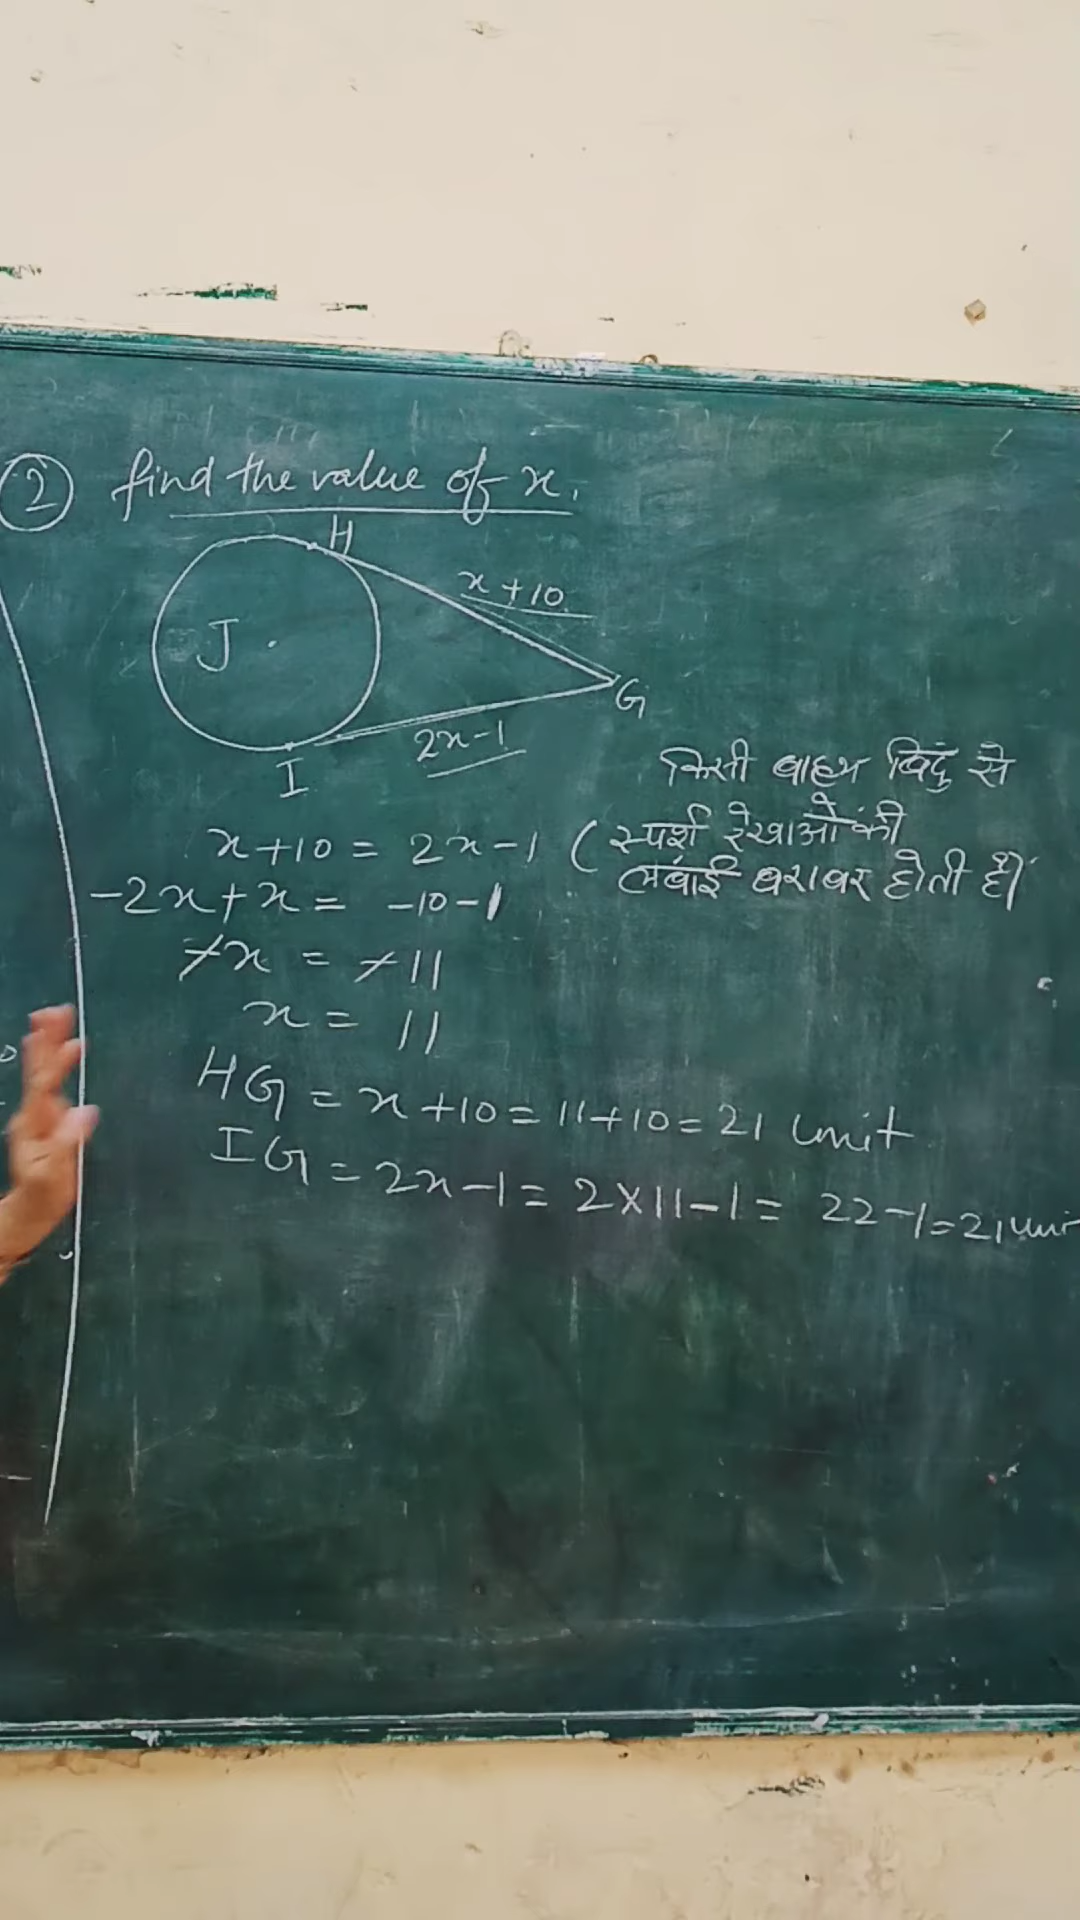 ② find the value of x.
H
x+10
J
G
2x-1
I
किसी बाह्य बिंदु से
x+10 = 2x-1 (स्पर्श रेखाओं की
लंबाई बराबर होती है)
-2x+x = -10-1
-x = -11
x = 11
HG = x+10 = 11+10 = 21 unit
IG = 2x-1 = 2×11-1 = 22-1 = 21 uni